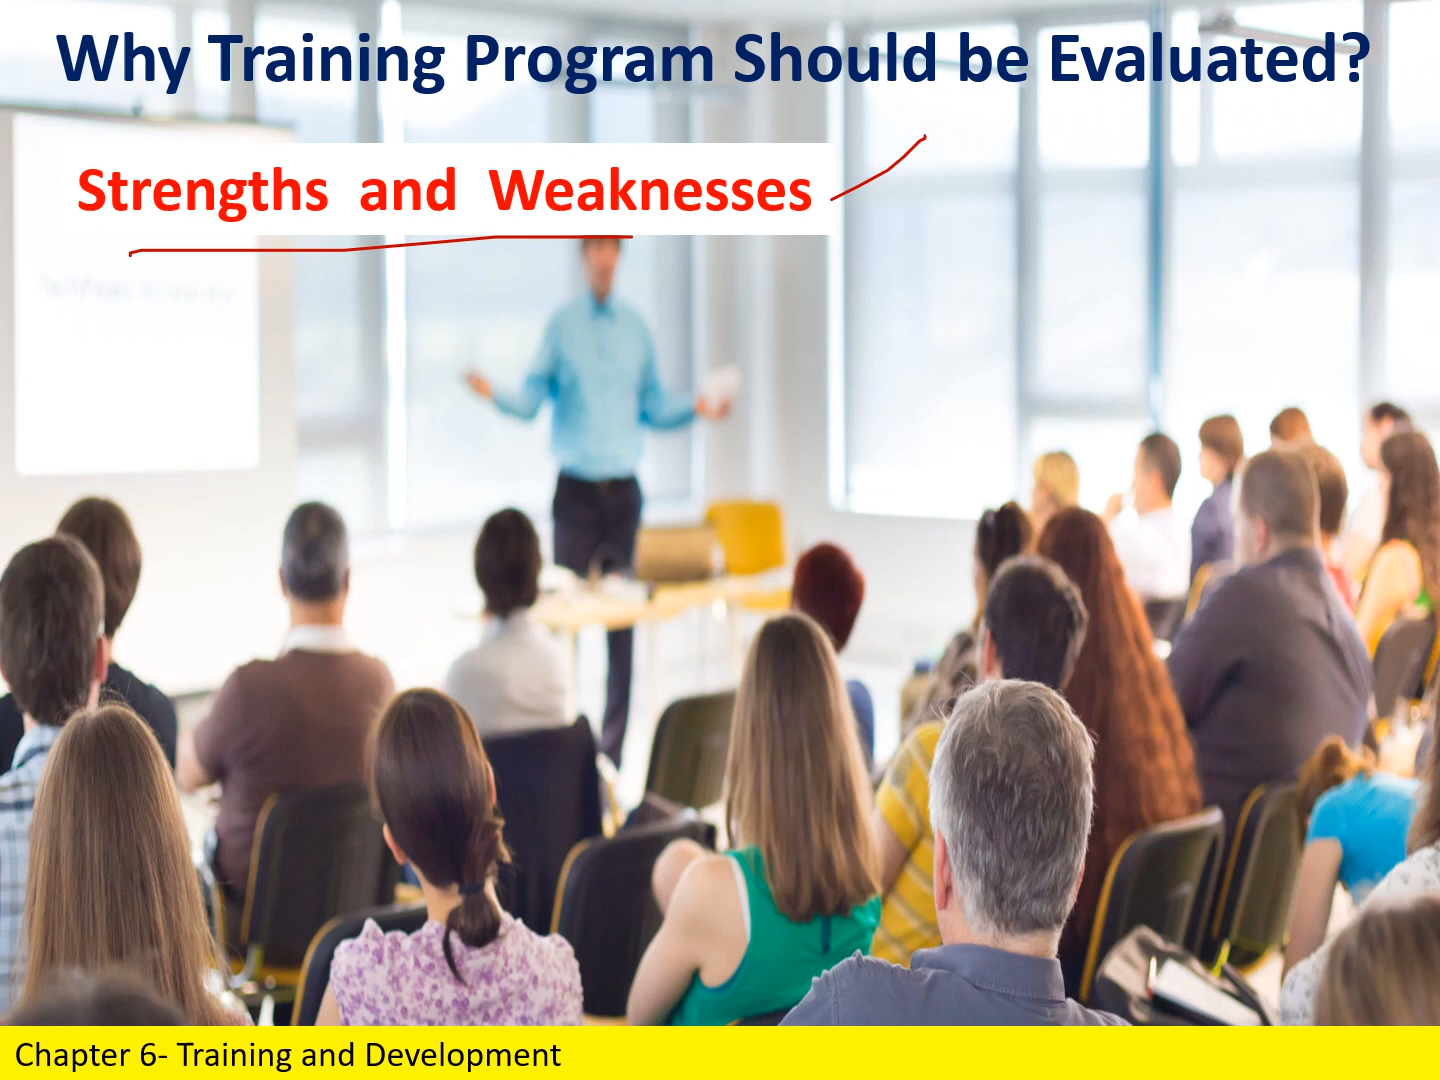 Why Training Program Should be Evaluated?
Strengths and Weaknesses
Chapter 6- Training and Development